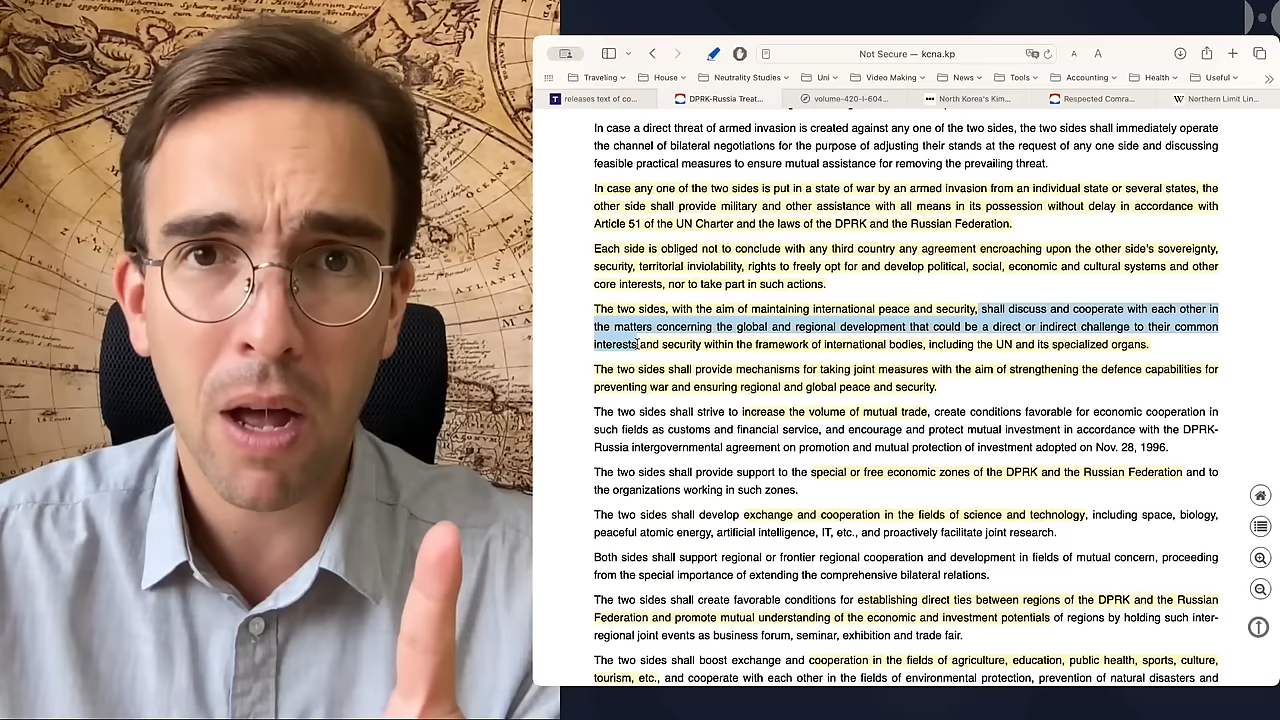 Not Secure — kcna.kp
A
A
Traveling
House
Neutrality Studies
Uni
Video Making
News
Tools
Accounting
Health
Useful
releases text of co...
DPRK-Russia Treat...
volume-420-I-604...
North Korea's Kim...
Respected Comra...
Northern Limit Lin...
In case a direct threat of armed invasion is created against any one of the two sides, the two sides shall immediately operate
the channel of bilateral negotiations for the purpose of adjusting their stands at the request of any one side and discussing
feasible practical measures to ensure mutual assistance for removing the prevailing threat.
In case any one of the two sides is put in a state of war by an armed invasion from an individual state or several states, the
other side shall provide military and other assistance with all means in its possession without delay in accordance with
Article 51 of the UN Charter and the laws of the DPRK and the Russian Federation.
Each side is obliged not to conclude with any third country any agreement encroaching upon the other side's sovereignty,
security, territorial inviolability, rights to freely opt for and develop political, social, economic and cultural systems and other
core interests, nor to take part in such actions.
The two sides, with the aim of maintaining international peace and security, shall discuss and cooperate with each other in
the matters concerning the global and regional development that could be a direct or indirect challenge to their common
interests and security within the framework of international bodies, including the UN and its specialized organs.
The two sides shall provide mechanisms for taking joint measures with the aim of strengthening the defence capabilities for
preventing war and ensuring regional and global peace and security.
The two sides shall strive to increase the volume of mutual trade, create conditions favorable for economic cooperation in
such fields as customs and financial service, and encourage and protect mutual investment in accordance with the DPRK-
Russia intergovernmental agreement on promotion and mutual protection of investment adopted on Nov. 28, 1996.
The two sides shall provide support to the special or free economic zones of the DPRK and the Russian Federation and to
the organizations working in such zones.
The two sides shall develop exchange and cooperation in the fields of science and technology, including space, biology,
peaceful atomic energy, artificial intelligence, IT, etc., and proactively facilitate joint research.
Both sides shall support regional or frontier regional cooperation and development in fields of mutual concern, proceeding
from the special importance of extending the comprehensive bilateral relations.
The two sides shall create favorable conditions for establishing direct ties between regions of the DPRK and the Russian
Federation and promote mutual understanding of the economic and investment potentials of regions by holding such inter-
regional joint events as business forum, seminar, exhibition and trade fair.
The two sides shall boost exchange and cooperation in the fields of agriculture, education, public health, sports, culture,
tourism, etc., and cooperate with each other in the fields of environmental protection, prevention of natural disasters and